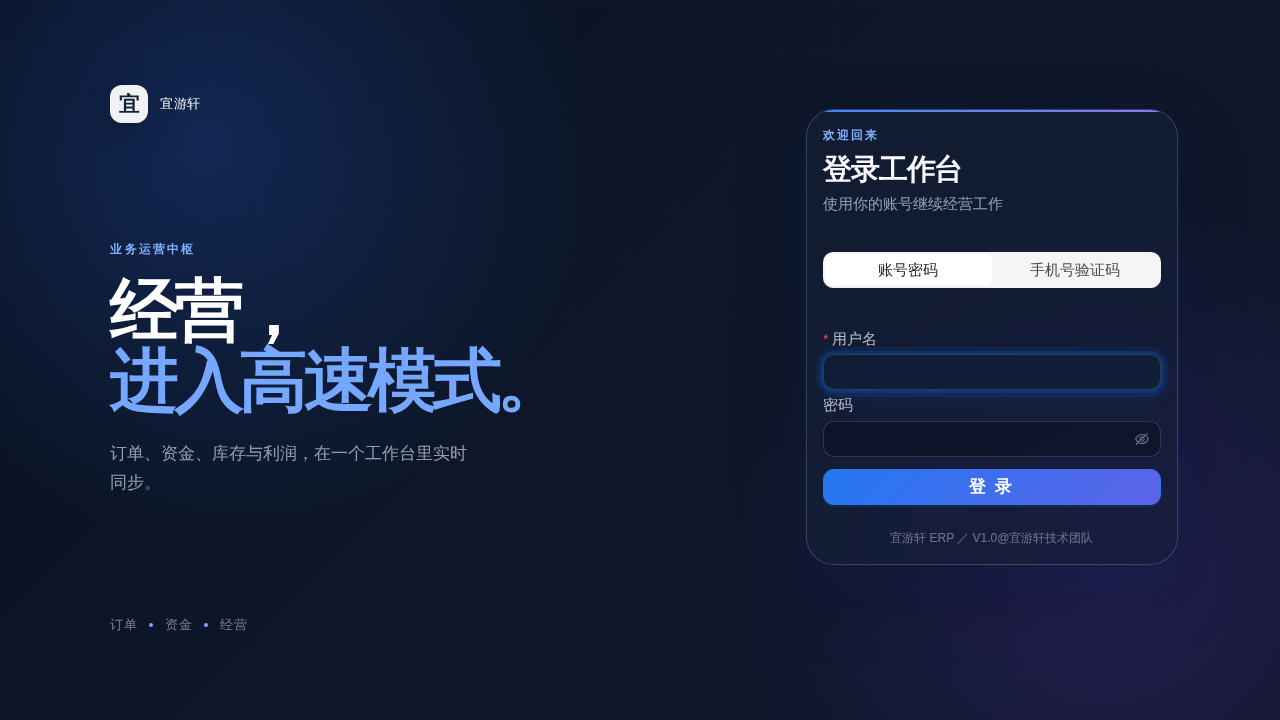 宜 宜游轩
业务运营中枢
经营，
进入高速模式。
订单、资金、库存与利润，在一个工作台里实时
同步。
订单 • 资金 • 经营
欢迎回来
登录工作台
使用你的账号继续经营工作
账号密码 手机号验证码
* 用户名
密码
登 录
宜游轩 ERP ／ V1.0@宜游轩技术团队